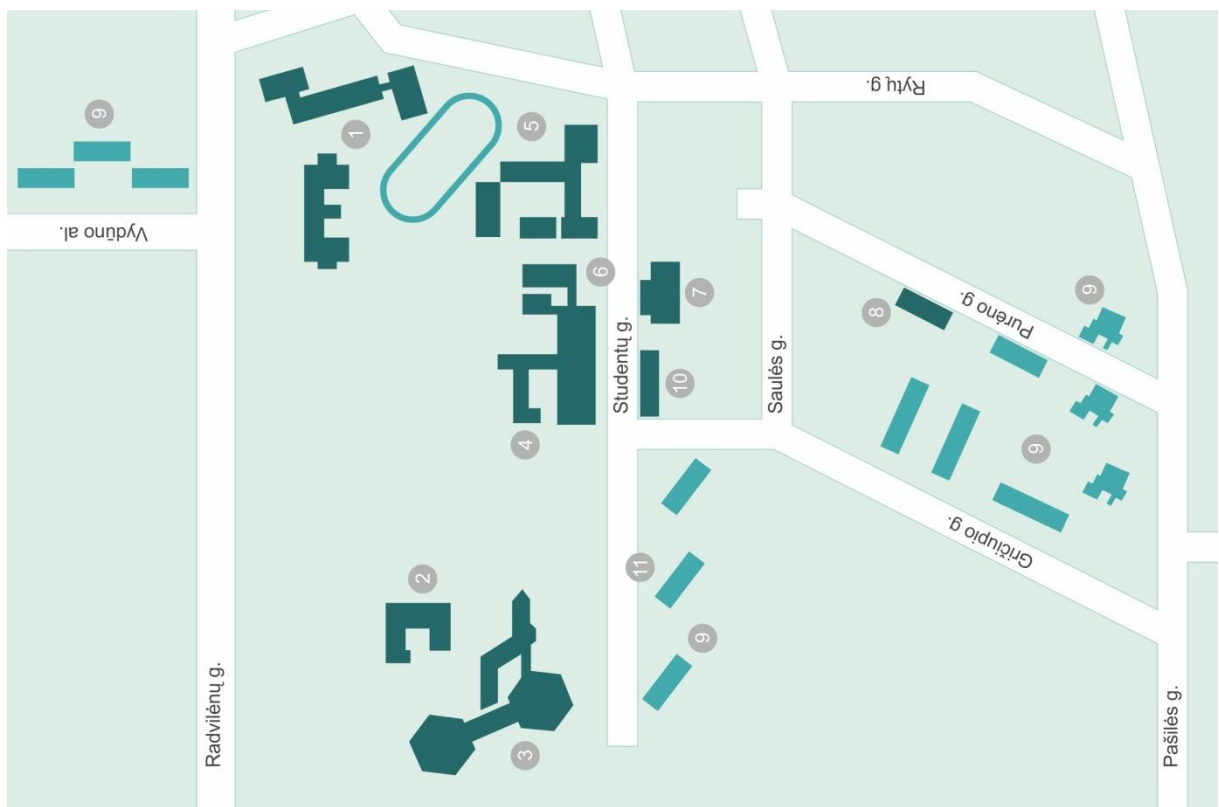 9
1
5
Rytų g.
Vydūno al.
6
7
8
9
Purėno g.
Studentų g.
Saulės g.
10
4
9
Gričiupio g.
2
11
9
Radvilėnų g.
3
Pašilės g.